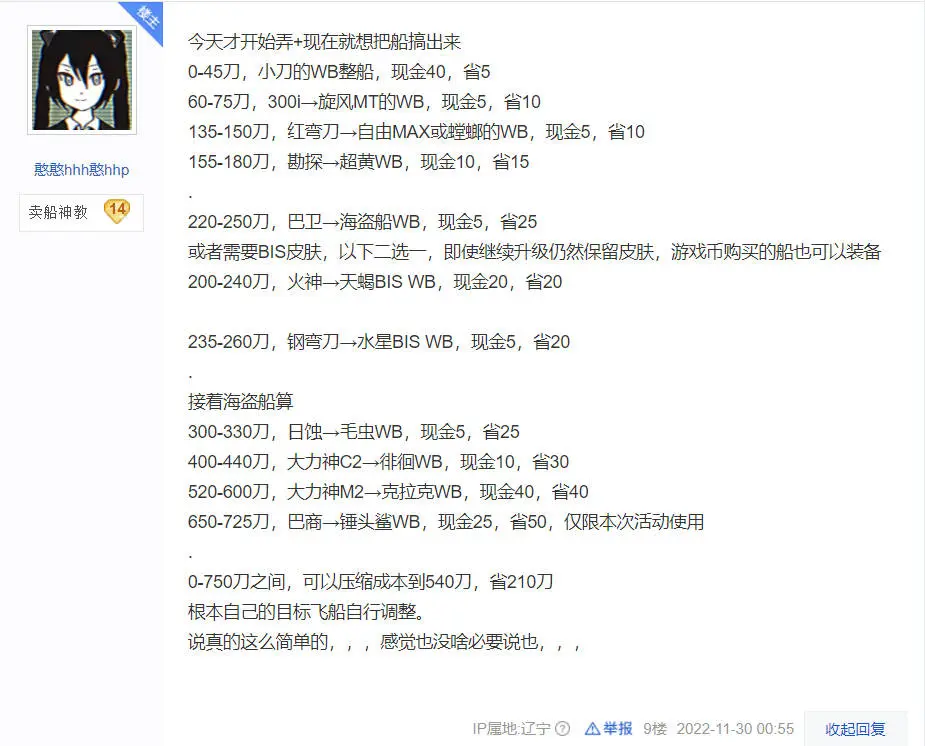 楼主
憨憨hhh憨hhp
卖船神教 14
今天才开始弄+现在就想把船搞出来
0-45刀，小刀的WB整船，现金40，省5
60-75刀，300i→旋风MT的WB，现金5，省10
135-150刀，红弯刀→自由MAX或螳螂的WB，现金5，省10
155-180刀，勘探→超黄WB，现金10，省15
.
220-250刀，巴卫→海盗船WB，现金5，省25
或者需要BIS皮肤，以下二选一，即使继续升级仍然保留皮肤，游戏币购买的船也可以装备
200-240刀，火神→天蝎BIS WB，现金20，省20
235-260刀，钢弯刀→水星BIS WB，现金5，省20
.
接着海盗船算
300-330刀，日蚀→毛虫WB，现金5，省25
400-440刀，大力神C2→徘徊WB，现金10，省30
520-600刀，大力神M2→克拉克WB，现金40，省40
650-725刀，巴商→锤头鲨WB，现金25，省50，仅限本次活动使用
.
0-750刀之间，可以压缩成本到540刀，省210刀
根本自己的目标飞船自行调整。
说真的这么简单的，，，感觉也没啥必要说也，，，
IP属地:辽宁 ? 举报 9楼 2022-11-30 00:55 收起回复